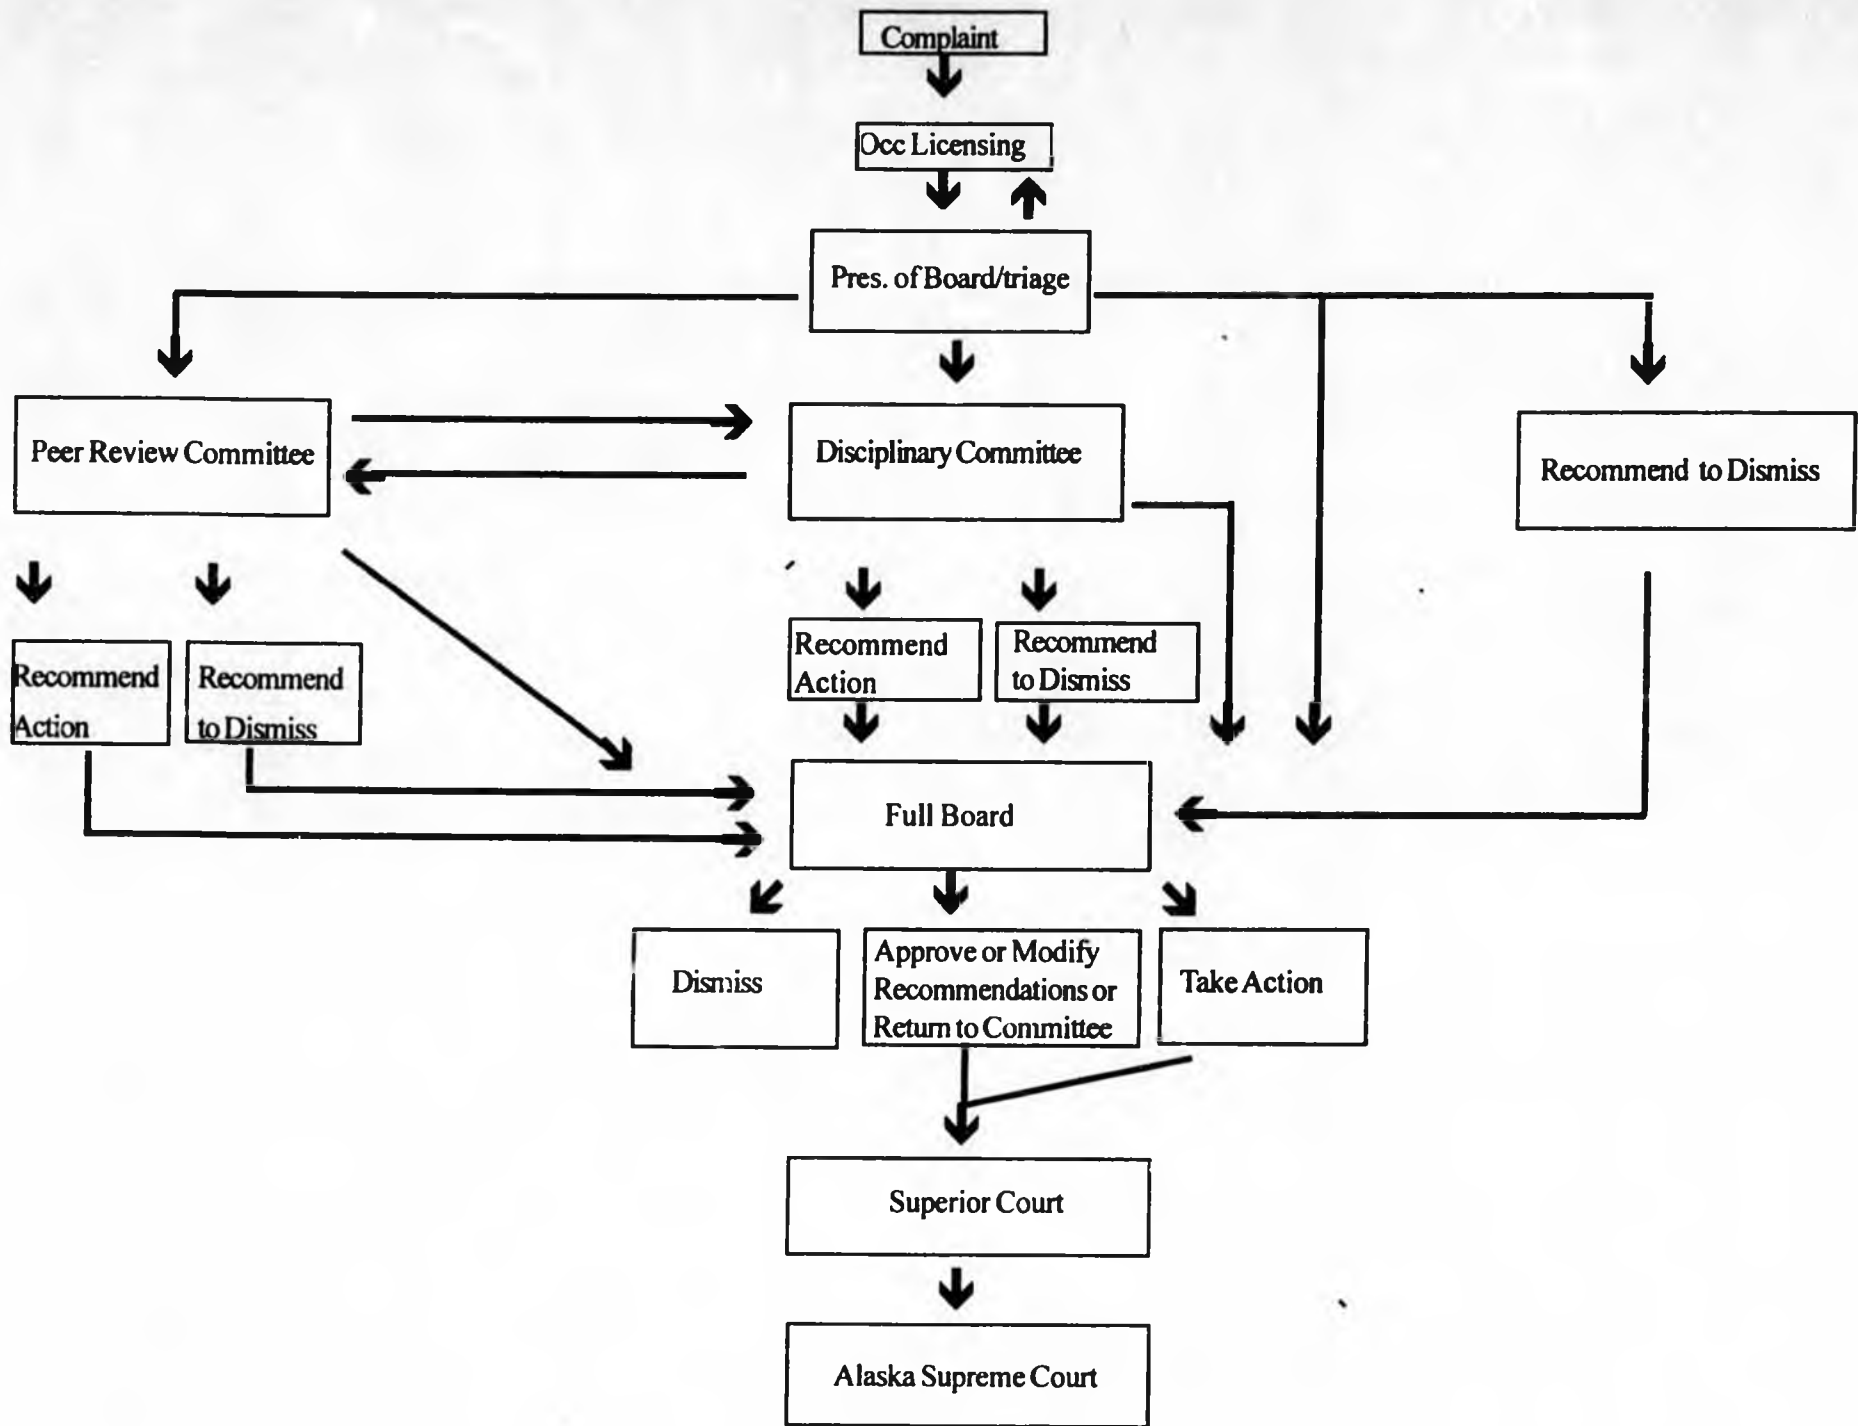 Complaint
Occ Licensing
Pres. of Board/triage
Peer Review Committee
Disciplinary Committee
Recommend to Dismiss
Recommend
Action
Recommend
to Dismiss
Recommend
Action
Recommend
to Dismiss
Full Board
Dismiss
Approve or Modify
Recommendations or
Return to Committee
Take Action
Superior Court
Alaska Supreme Court